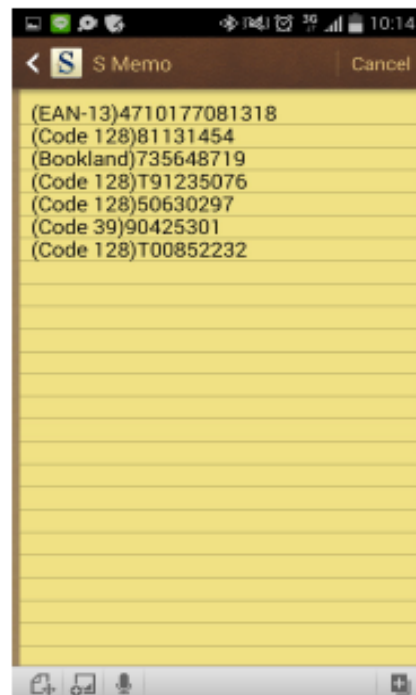 3G 10:14
S S Memo Cancel
(EAN-13)4710177081318
(Code 128)81131454
(Bookland)735648719
(Code 128)T91235076
(Code 128)50630297
(Code 39)90425301
(Code 128)T00852232